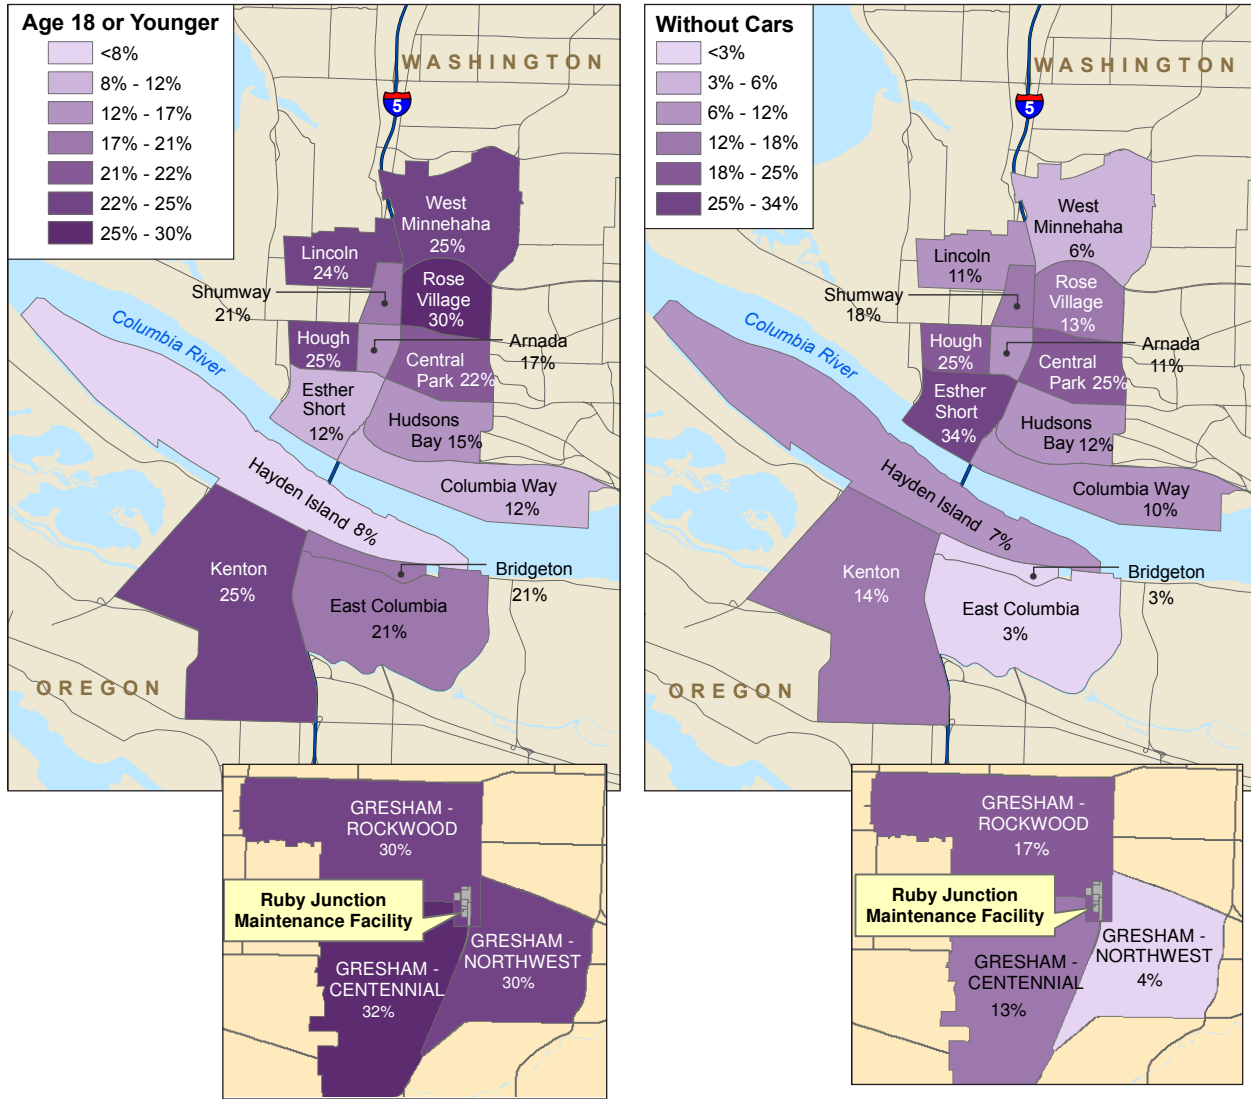 Age 18 or Younger
<8%
8% - 12%
12% - 17%
17% - 21%
21% - 22%
22% - 25%
25% - 30%
WASHINGTON
5
West
Minnehaha
25%
Lincoln
24%
Rose
Village
30%
Shumway
21%
Hough
25%
Arnada
17%
Central
Park 22%
Esther
Short
12%
Hudsons
Bay 15%
Columbia River
Columbia Way
12%
Hayden Island 8%
Kenton
25%
Bridgeton
21%
East Columbia
21%
OREGON
GRESHAM -
ROCKWOOD
30%
Ruby Junction
Maintenance Facility
GRESHAM -
NORTHWEST
30%
GRESHAM -
CENTENNIAL
32%
Without Cars
<3%
3% - 6%
6% - 12%
12% - 18%
18% - 25%
25% - 34%
WASHINGTON
5
West
Minnehaha
6%
Lincoln
11%
Rose
Village
13%
Shumway
18%
Hough
25%
Arnada
11%
Central
Park 25%
Esther
Short
34%
Hudsons
Bay 12%
Columbia River
Columbia Way
10%
Hayden Island 7%
Kenton
14%
Bridgeton
3%
East Columbia
3%
OREGON
GRESHAM -
ROCKWOOD
17%
Ruby Junction
Maintenance Facility
GRESHAM -
NORTHWEST
4%
GRESHAM -
CENTENNIAL
13%